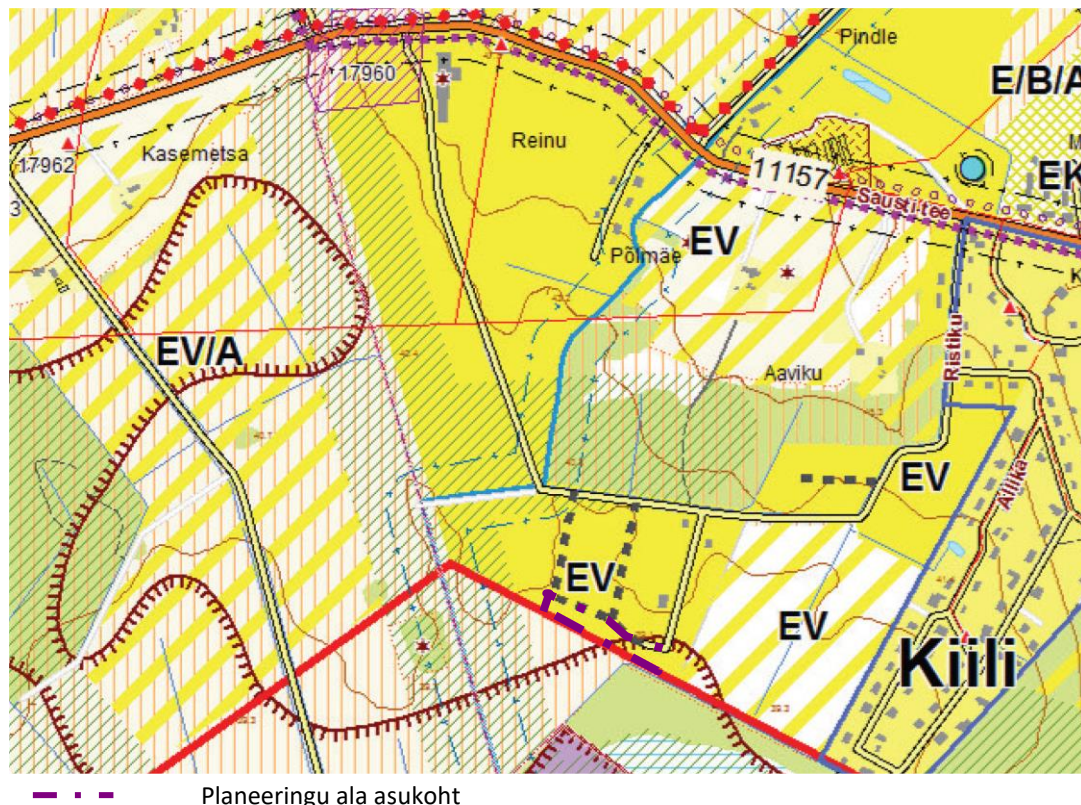 Pindle
E/B/A
17960
Reinu
Kasemetsa
17962
11157
EK
Sausti tee
3
EV
Põlmäe
EV/A
Aaviku
Ristiku
EV
Allika
EV
EV
Kiili
Planeeringu ala asukoht